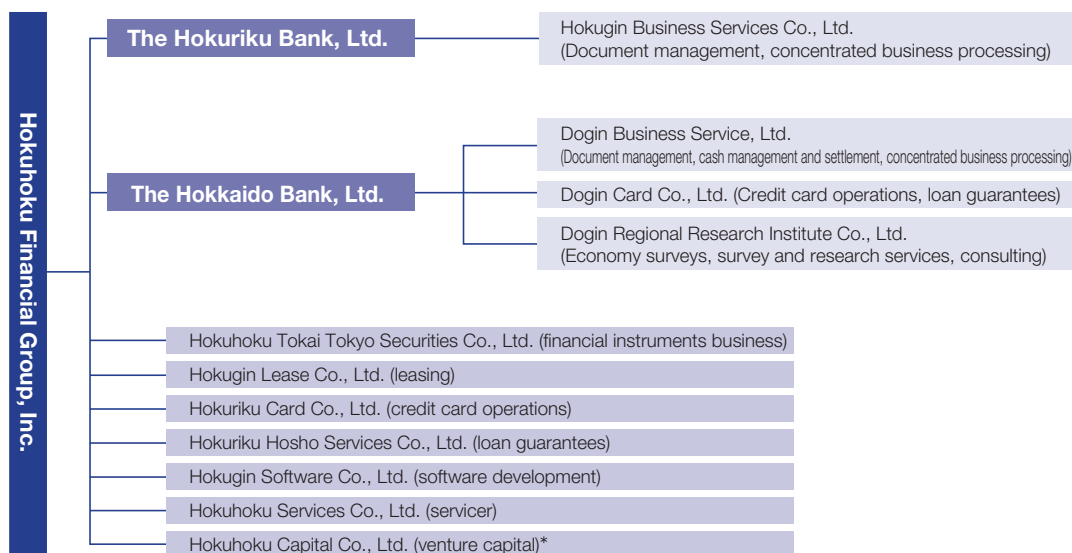 Hokuhoku Financial Group, Inc.
The Hokuriku Bank, Ltd.
Hokugin Business Services Co., Ltd.
(Document management, concentrated business processing)
The Hokkaido Bank, Ltd.
Dogin Business Service, Ltd.
(Document management, cash management and settlement, concentrated business processing)
Dogin Card Co., Ltd. (Credit card operations, loan guarantees)
Dogin Regional Research Institute Co., Ltd.
(Economy surveys, survey and research services, consulting)
Hokuhoku Tokai Tokyo Securities Co., Ltd. (financial instruments business)
Hokugin Lease Co., Ltd. (leasing)
Hokuriku Card Co., Ltd. (credit card operations)
Hokuriku Hosho Services Co., Ltd. (loan guarantees)
Hokugin Software Co., Ltd. (software development)
Hokuhoku Services Co., Ltd. (servicer)
Hokuhoku Capital Co., Ltd. (venture capital)*